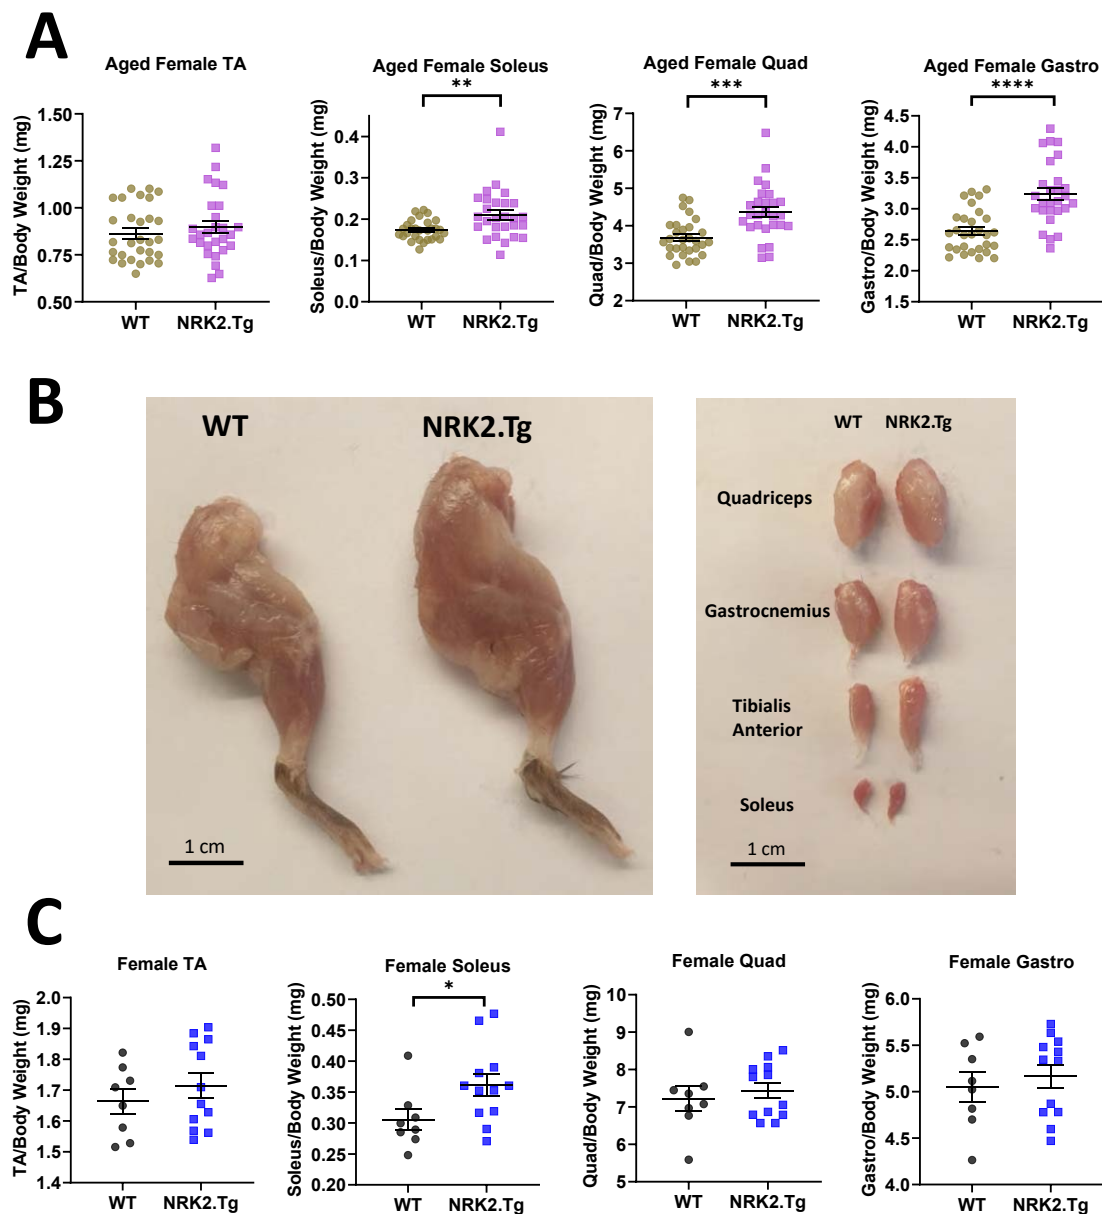 A
Aged Female TA
TA/Body Weight (mg)
1.50
1.25
1.00
0.75
0.50
WT NRK2.Tg
Aged Female Soleus
**
Soleus/Body Weight (mg)
0.4
0.3
0.2
0.1
0.0
WT NRK2.Tg
Aged Female Quad
***
Quad/Body Weight (mg)
7
6
5
4
3
2
WT NRK2.Tg
Aged Female Gastro
****
Gastro/Body Weight (mg)
4.5
4.0
3.5
3.0
2.5
2.0
1.5
WT NRK2.Tg
B
WT NRK2.Tg
1 cm
WT NRK2.Tg
Quadriceps
Gastrocnemius
Tibialis
Anterior
Soleus
1 cm
C
Female TA
TA/Body Weight (mg)
2.0
1.9
1.8
1.7
1.6
1.5
1.4
WT NRK2.Tg
Female Soleus
*
Soleus/Body Weight (mg)
0.50
0.45
0.40
0.35
0.30
0.25
0.20
WT NRK2.Tg
Female Quad
Quad/Body Weight (mg)
10
9
8
7
6
5
WT NRK2.Tg
Female Gastro
Gastro/Body Weight (mg)
6.0
5.5
5.0
4.5
4.0
WT NRK2.Tg